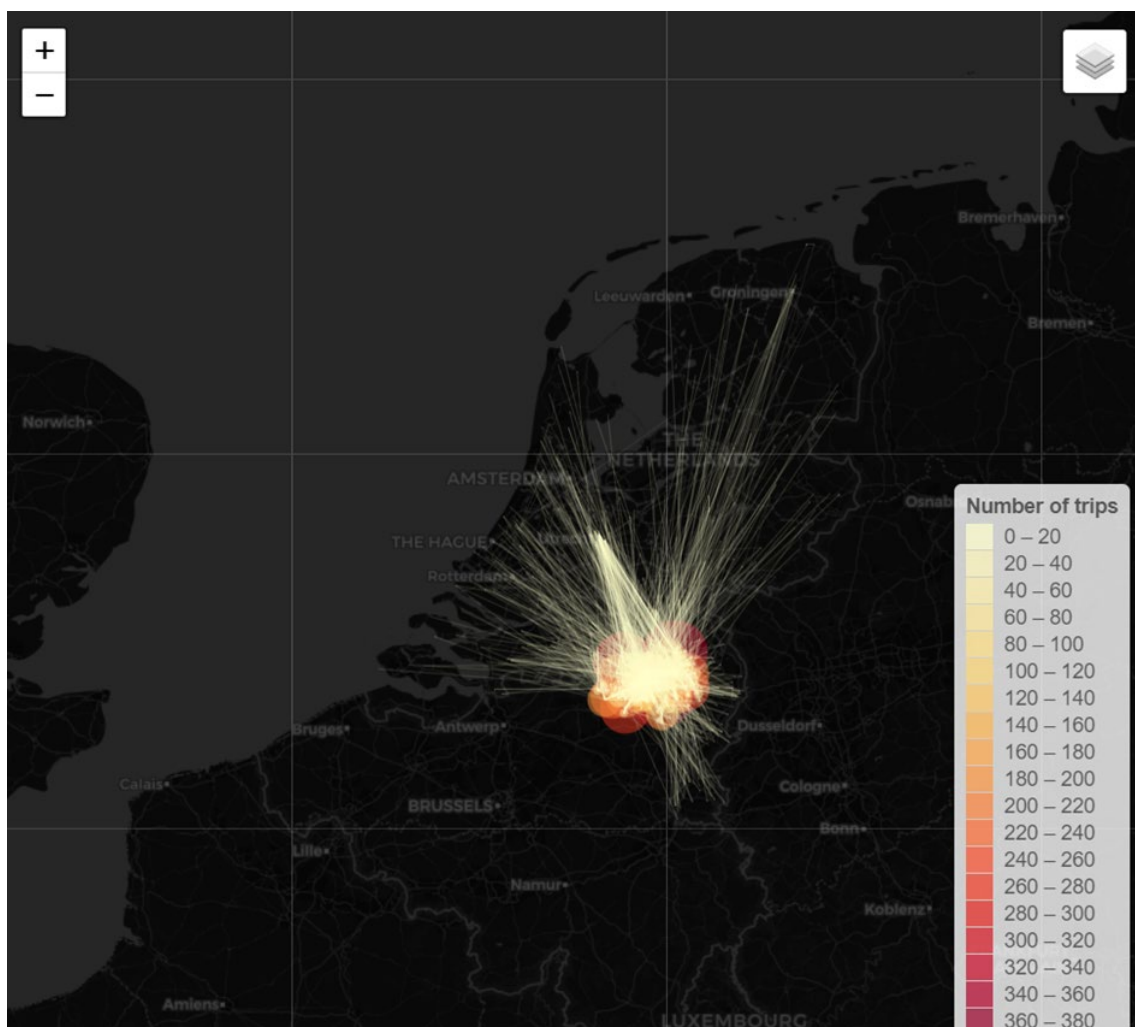 +
−
Bremerhaven
Leeuwarden
Groningen
Bremen
Norwich
THE
NETHERLANDS
AMSTERDAM
Number of trips
0 – 20
20 – 40
40 – 60
60 – 80
80 – 100
100 – 120
120 – 140
140 – 160
160 – 180
180 – 200
200 – 220
220 – 240
240 – 260
260 – 280
280 – 300
300 – 320
320 – 340
340 – 360
360 – 380
THE HAGUE
Utrecht
Rotterdam
Bruges
Antwerp
Dusseldorf
Calais
Cologne
BRUSSELS
Bonn
Lille
Namur
Koblenz
Amiens
LUXEMBOURG